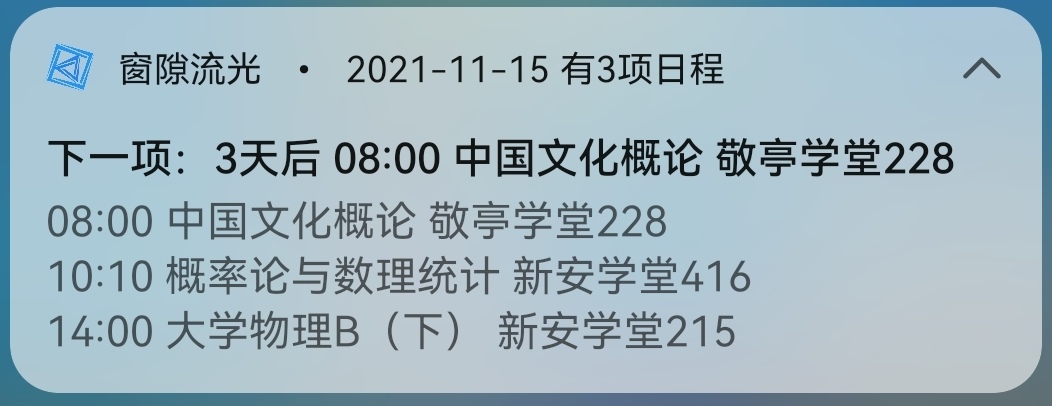 窗隙流光 • 2021-11-15 有3项日程
下一项：3天后 08:00 中国文化概论 敬亭学堂228
08:00 中国文化概论 敬亭学堂228
10:10 概率论与数理统计 新安学堂416
14:00 大学物理B（下） 新安学堂215